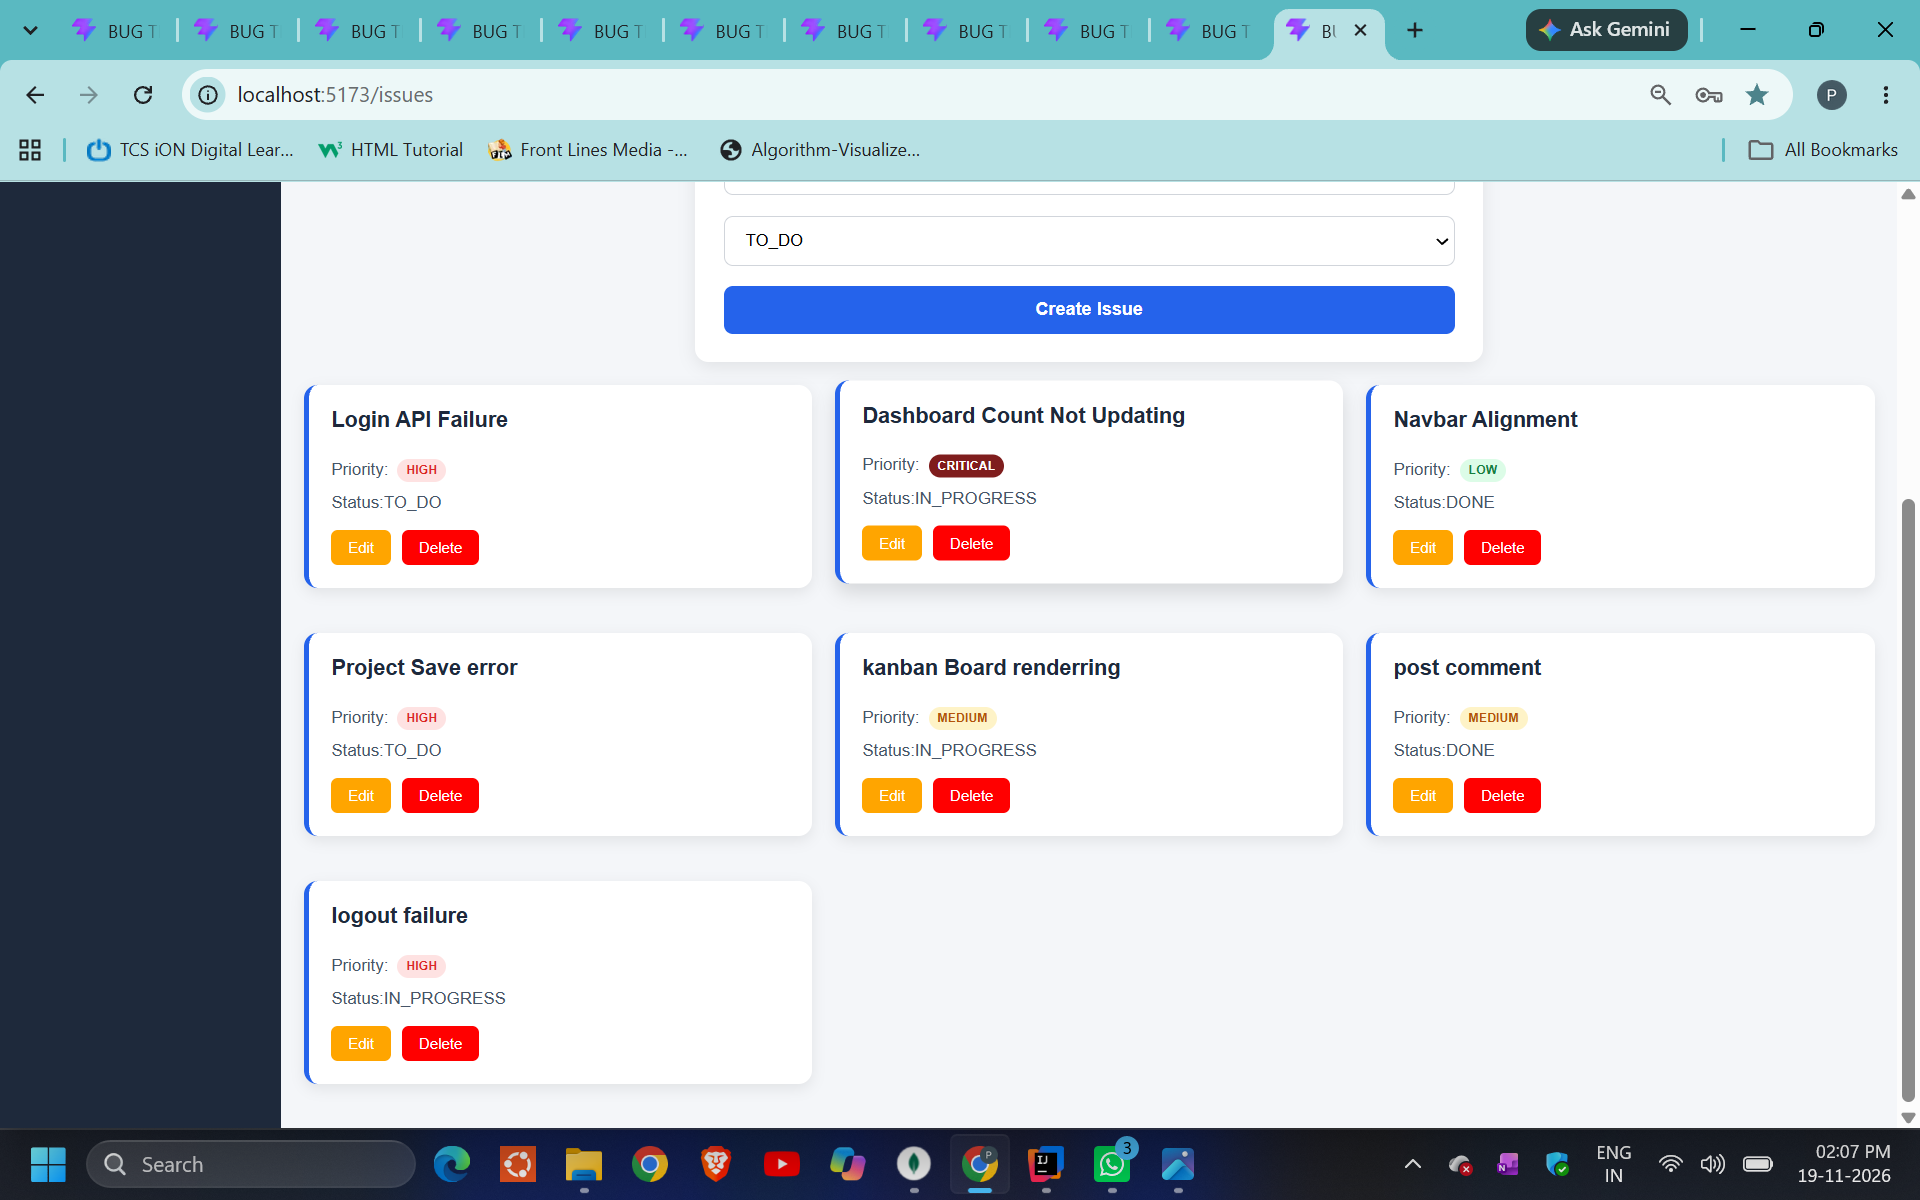 BUG T
BUG T
BUG T
BUG T
BUG T
BUG T
BUG T
BUG T
BUG T
BUG T
BU
Ask Gemini
localhost:5173/issues
P
TCS iON Digital Lear...
HTML Tutorial
Front Lines Media -...
Algorithm-Visualize...
All Bookmarks
TO_DO
Create Issue
Login API Failure
Priority: HIGH
Status:TO_DO
Edit Delete
Dashboard Count Not Updating
Priority: CRITICAL
Status:IN_PROGRESS
Edit Delete
Navbar Alignment
Priority: LOW
Status:DONE
Edit Delete
Project Save error
Priority: HIGH
Status:TO_DO
Edit Delete
kanban Board renderring
Priority: MEDIUM
Status:IN_PROGRESS
Edit Delete
post comment
Priority: MEDIUM
Status:DONE
Edit Delete
logout failure
Priority: HIGH
Status:IN_PROGRESS
Edit Delete
Search
P
IJ
3
N
ENG
IN
02:07 PM
19-11-2026